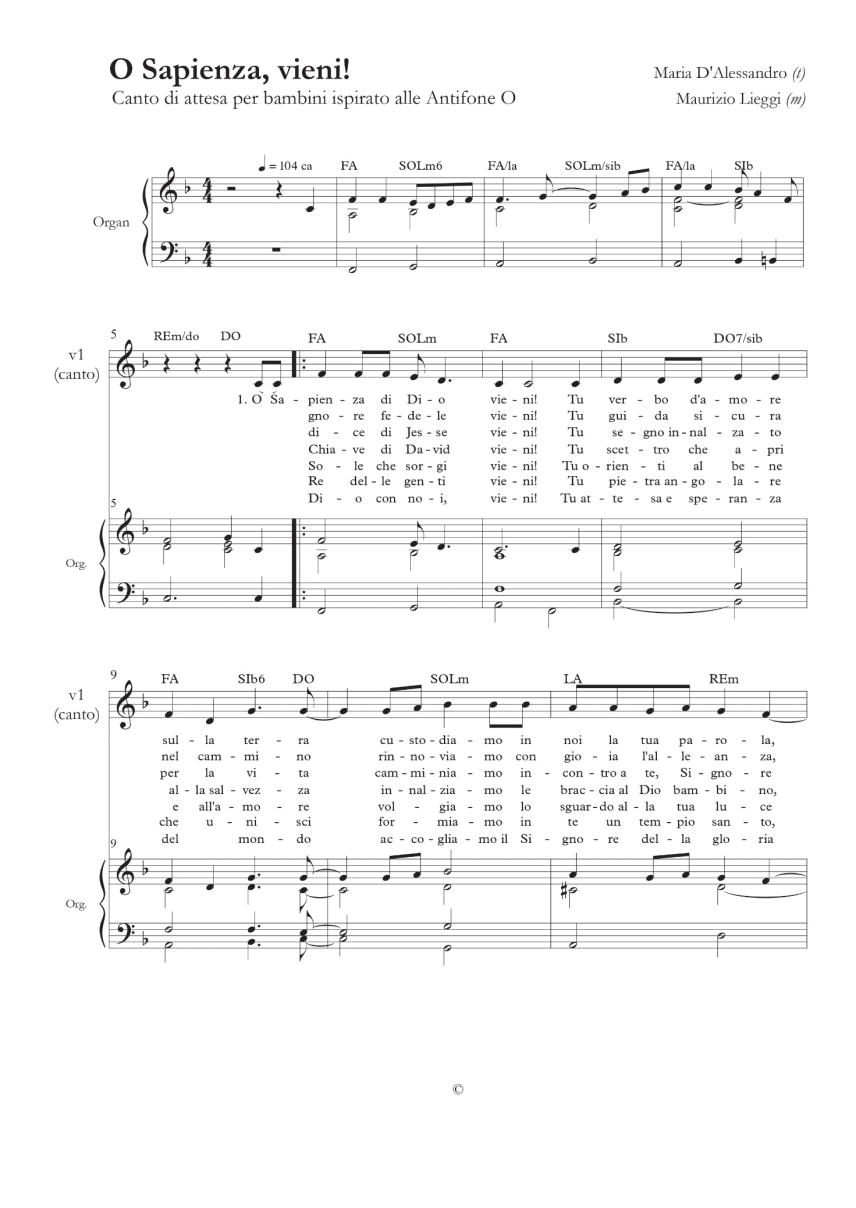 O Sapienza, vieni!
Maria D'Alessandro (t)
Canto di attesa per bambini ispirato alle Antifone O
Maurizio Lieggi (m)
= 104 ca FA SOLm6 FA/la SOLm/sib FA/la SIb
Organ
5 REm/do DO FA SOLm FA SIb DO7/sib
v1
(canto)
1. O Sa - pien - za di Di - o vie - ni! Tu ver - bo d'a - mo - re
gno - re fe - de - le vie - ni! Tu gui - da si - cu - ra
di - ce di Jes - se vie - ni! Tu se - gno in - nal - za - to
Chia - ve di Da - vid vie - ni! Tu scet - tro che a - pri
So - le che sor - gi vie - ni! Tu o - rien - ti al be - ne
Re del - le gen - ti vie - ni! Tu pie - tra an - go - la - re
Di - o con no - i, vie - ni! Tu at - te - sa e spe - ran - za
5
Org.
9 FA SIb6 DO SOLm LA REm
v1
(canto)
sul - la ter - ra cu - sto - dia - mo in noi la tua pa - ro - la,
nel cam - mi - no rin - no - via - mo con gio - ia l'al - le - an - za,
per la vi - ta cam - mi - nia - mo in - con - tro a te, Si - gno - re
al - la sal - vez - za in - nal - zia - mo le brac - cia al Dio bam - bi - no,
e all'a - mo - re vol - gia - mo lo sguar - do al - la tua lu - ce
che u - ni - sci for - mia - mo in te un tem - pio san - to,
del mon - do ac - co - glia - mo il Si - gno - re del - la glo - ria
9
Org.
©